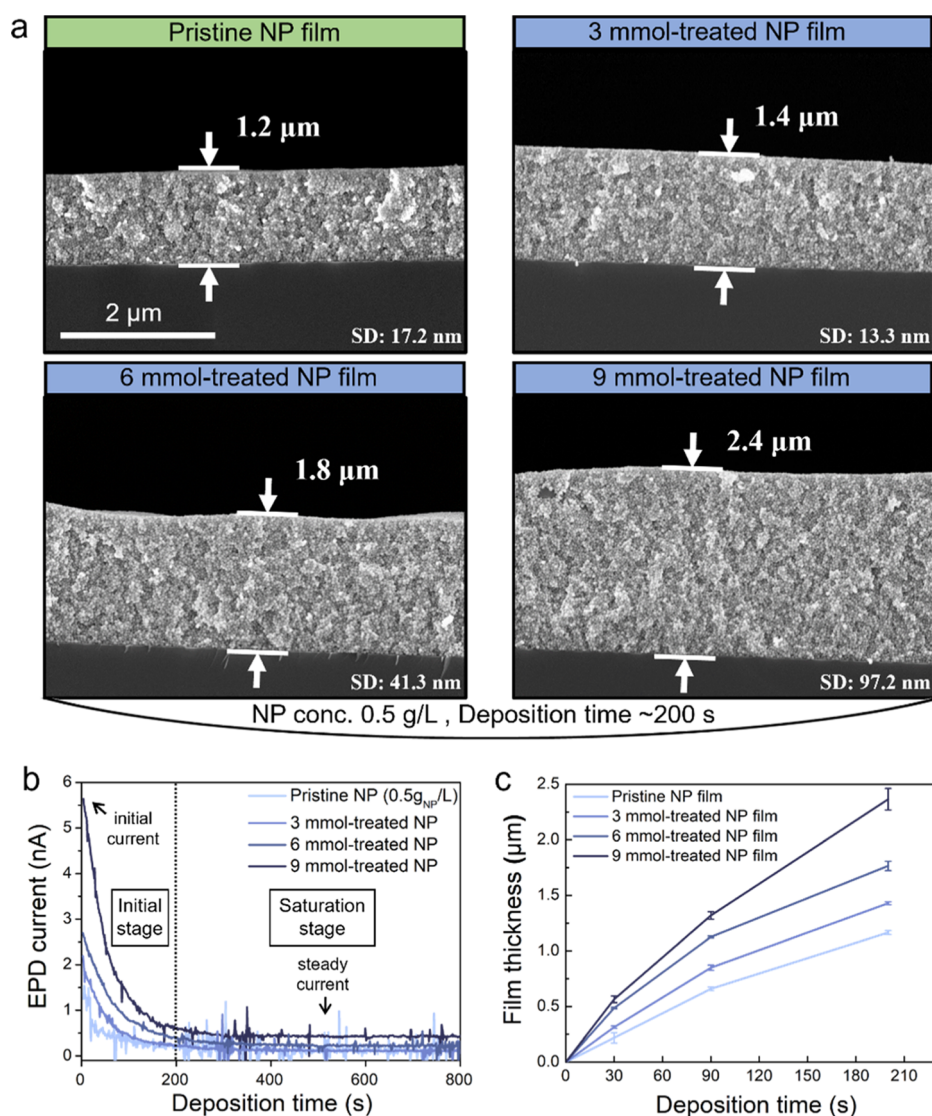 a
Pristine NP film
3 mmol-treated NP film
1.2 μm
1.4 μm
2 μm
SD: 17.2 nm
SD: 13.3 nm
6 mmol-treated NP film
9 mmol-treated NP film
1.8 μm
2.4 μm
SD: 41.3 nm
SD: 97.2 nm
NP conc. 0.5 g/L , Deposition time ~200 s
b
EPD current (nA)
6
5
4
3
2
1
0
0
200
400
600
800
Deposition time (s)
initial
current
Initial
stage
Pristine NP (0.5g_NP/L)
3 mmol-treated NP
6 mmol-treated NP
9 mmol-treated NP
Saturation
stage
steady
current
c
Film thickness (μm)
2.5
2.0
1.5
1.0
0.5
0.0
0
30
60
90
120
150
180
210
Deposition time (s)
Pristine NP film
3 mmol-treated NP film
6 mmol-treated NP film
9 mmol-treated NP film